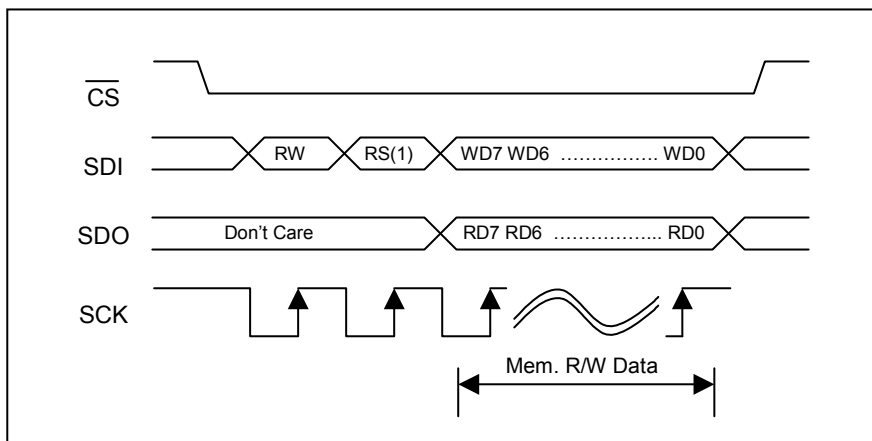 CS
SDI
RW
RS(1)
WD7 WD6 ................ WD0
SDO
Don’t Care
RD7 RD6 ................... RD0
SCK
Mem. R/W Data